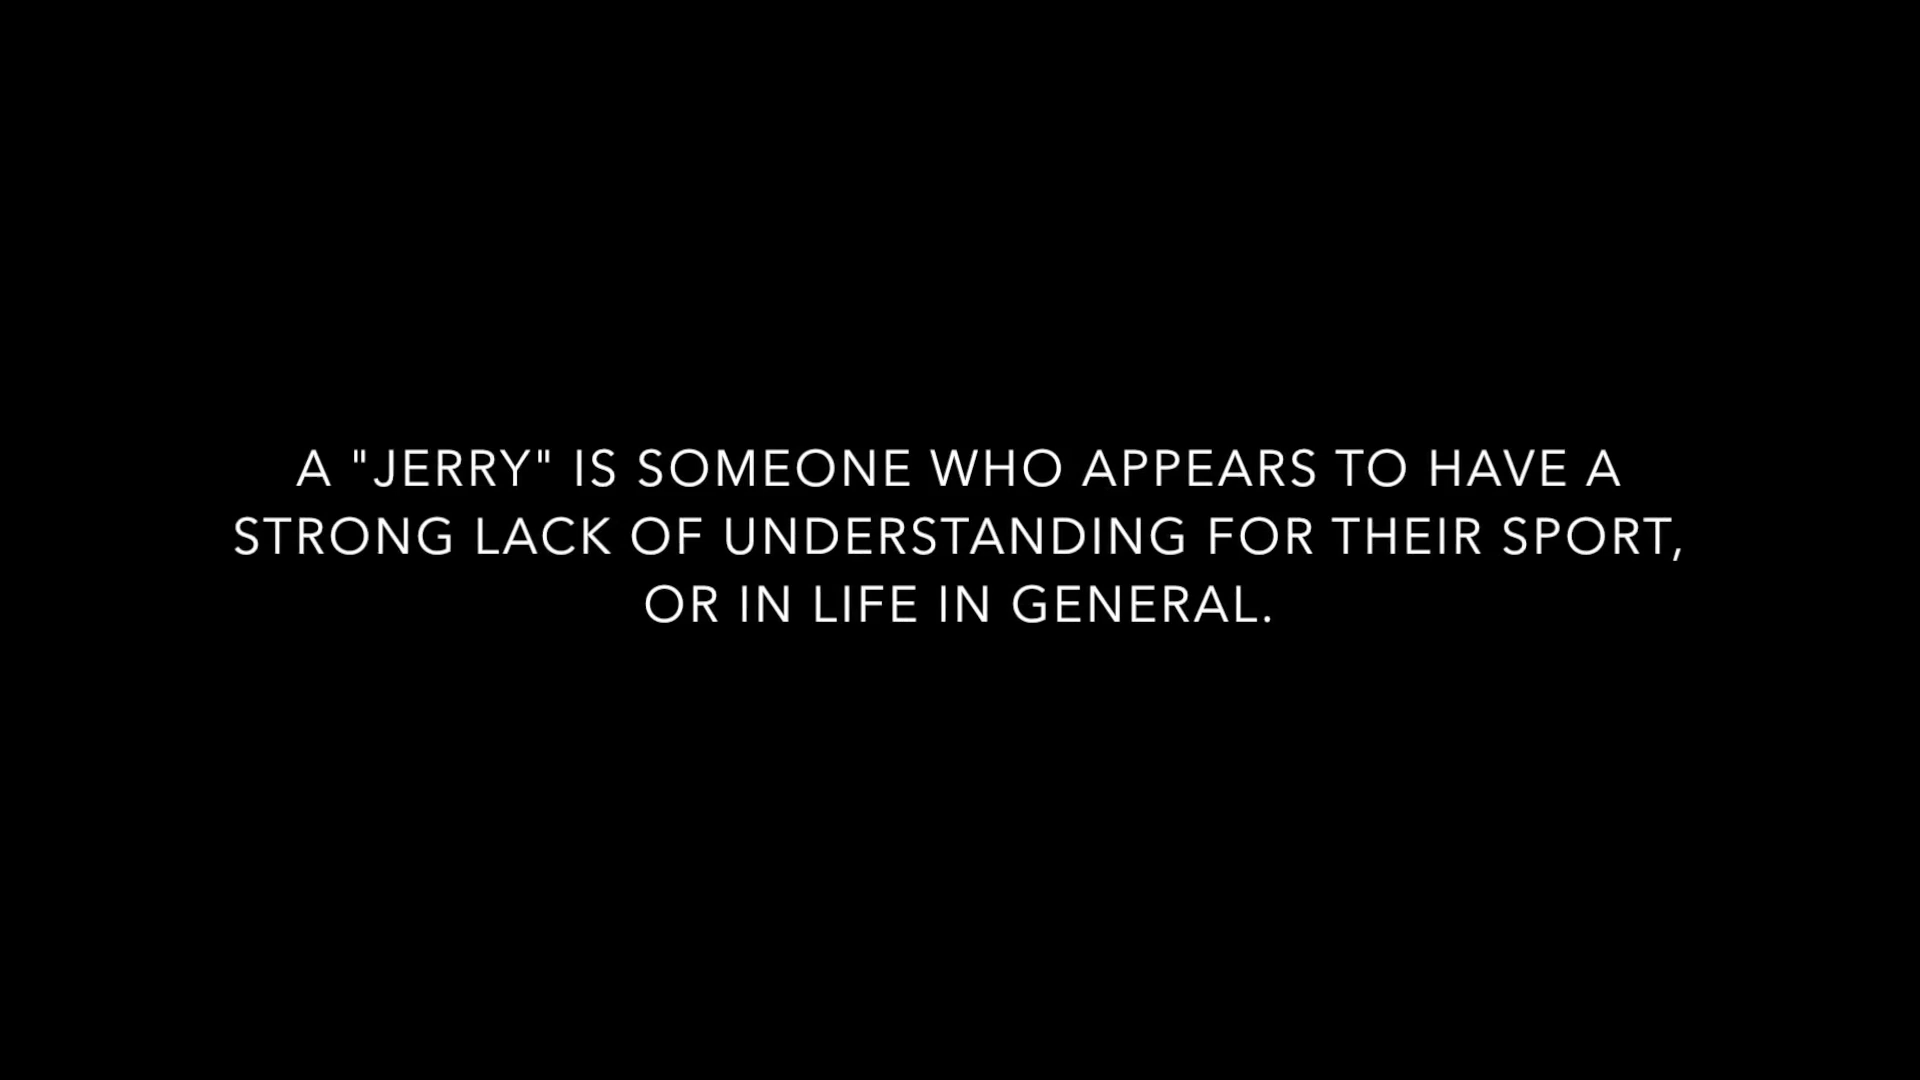 A "JERRY" IS SOMEONE WHO APPEARS TO HAVE A
STRONG LACK OF UNDERSTANDING FOR THEIR SPORT,
OR IN LIFE IN GENERAL.